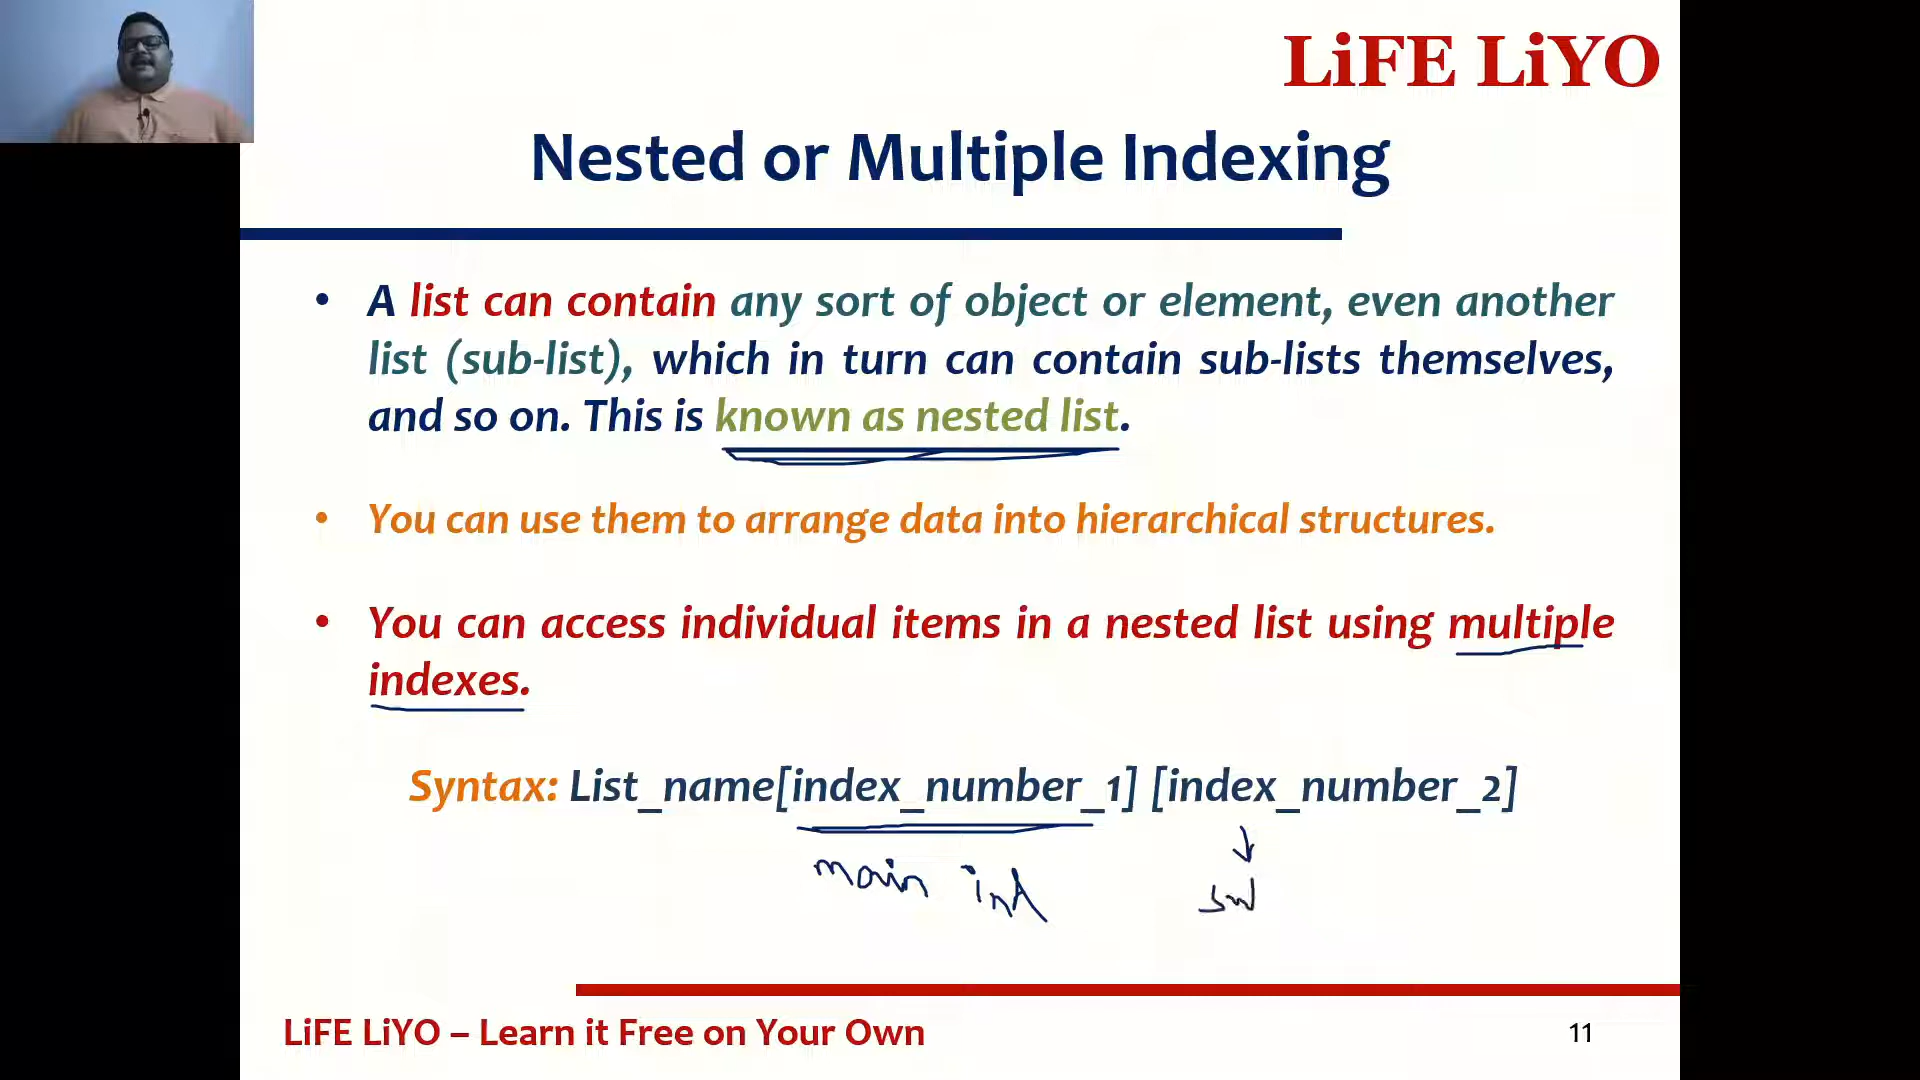 LiFE LiYO
Nested or Multiple Indexing
• A list can contain any sort of object or element, even another
list (sub-list), which in turn can contain sub-lists themselves,
and so on. This is known as nested list.
• You can use them to arrange data into hierarchical structures.
• You can access individual items in a nested list using multiple
indexes.
Syntax: List_name[index_number_1] [index_number_2]
main
LiFE LiYO – Learn it Free on Your Own
11